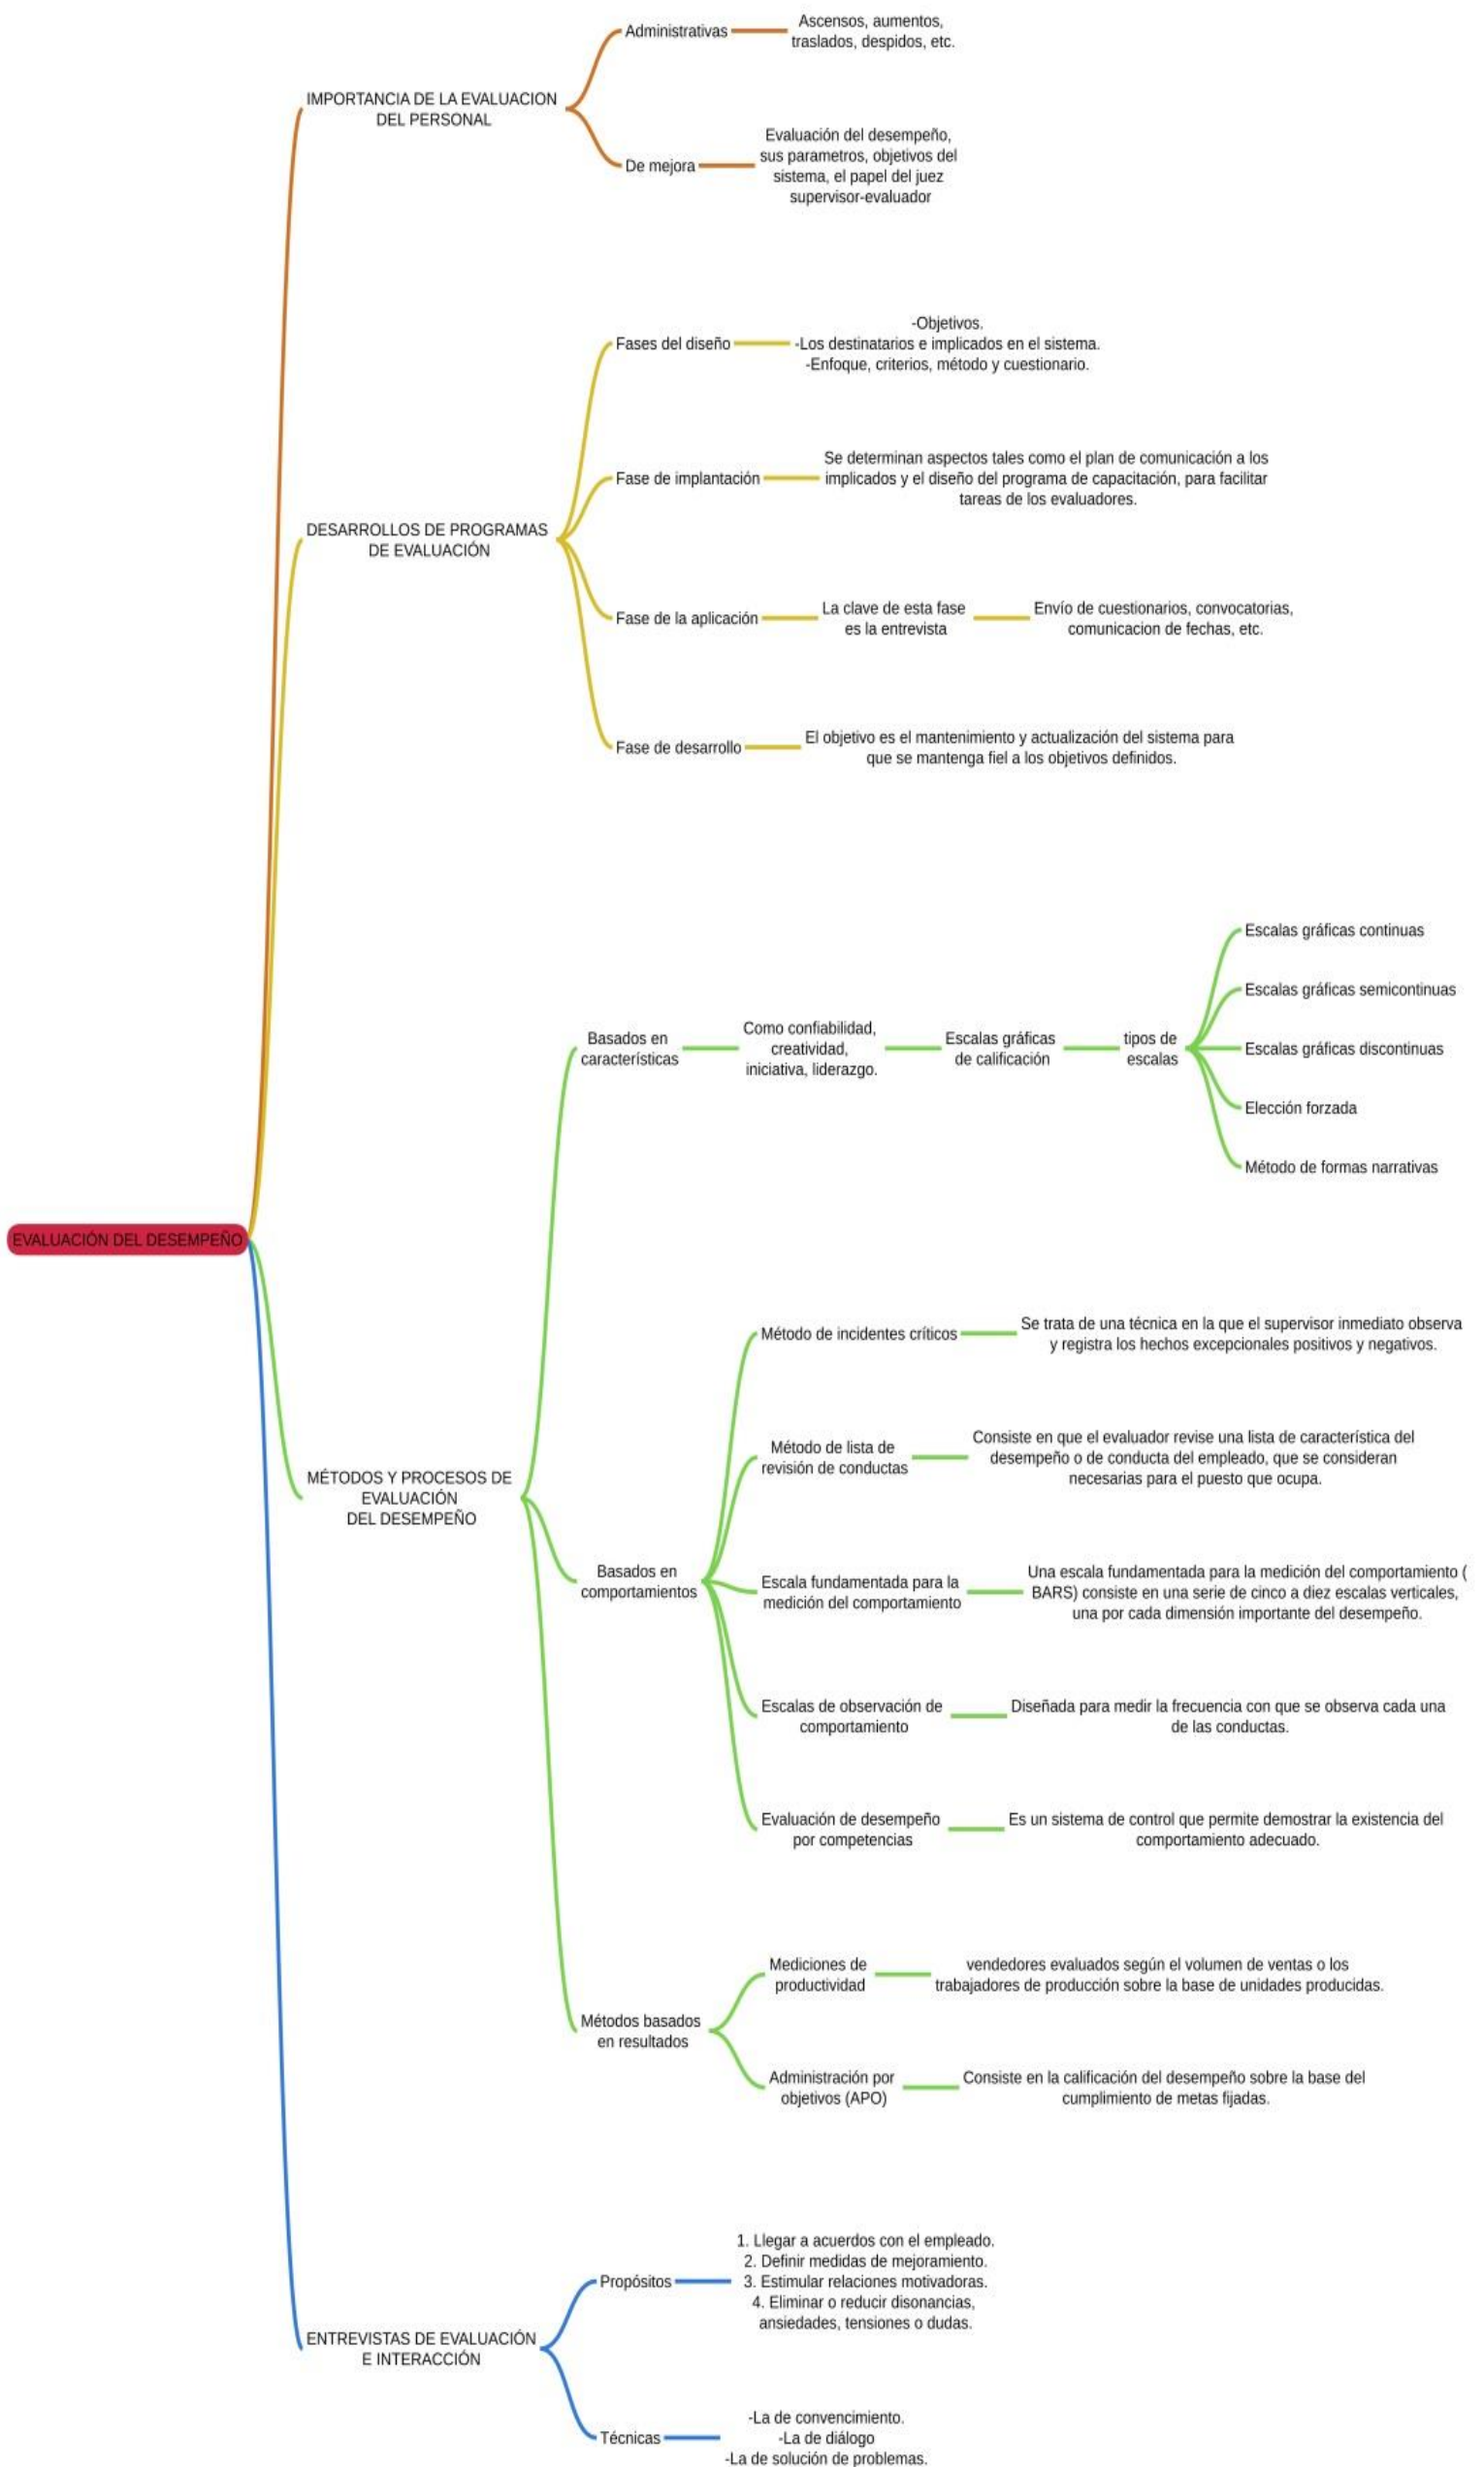 Administrativas
Ascensos, aumentos,
traslados, despidos, etc.
IMPORTANCIA DE LA EVALUACION
DEL PERSONAL
De mejora
Evaluación del desempeño,
sus parametros, objetivos del
sistema, el papel del juez
supervisor-evaluador
Fases del diseño
-Objetivos.
-Los destinatarios e implicados en el sistema.
-Enfoque, criterios, método y cuestionario.
Fase de implantación
Se determinan aspectos tales como el plan de comunicación a los
implicados y el diseño del programa de capacitación, para facilitar
tareas de los evaluadores.
DESARROLLOS DE PROGRAMAS
DE EVALUACIÓN
Fase de la aplicación
La clave de esta fase
es la entrevista
Envío de cuestionarios, convocatorias,
comunicacion de fechas, etc.
Fase de desarrollo
El objetivo es el mantenimiento y actualización del sistema para
que se mantenga fiel a los objetivos definidos.
Basados en
características
Como confiabilidad,
creatividad,
iniciativa, liderazgo.
Escalas gráficas
de calificación
tipos de
escalas
Escalas gráficas continuas
Escalas gráficas semicontinuas
Escalas gráficas discontinuas
Elección forzada
Método de formas narrativas
EVALUACIÓN DEL DESEMPEÑO
MÉTODOS Y PROCESOS DE
EVALUACIÓN
DEL DESEMPEÑO
Basados en
comportamientos
Método de incidentes críticos
Se trata de una técnica en la que el supervisor inmediato observa
y registra los hechos excepcionales positivos y negativos.
Método de lista de
revisión de conductas
Consiste en que el evaluador revise una lista de característica del
desempeño o de conducta del empleado, que se consideran
necesarias para el puesto que ocupa.
Escala fundamentada para la
medición del comportamiento
Una escala fundamentada para la medición del comportamiento (
BARS) consiste en una serie de cinco a diez escalas verticales,
una por cada dimensión importante del desempeño.
Escalas de observación de
comportamiento
Diseñada para medir la frecuencia con que se observa cada una
de las conductas.
Evaluación de desempeño
por competencias
Es un sistema de control que permite demostrar la existencia del
comportamiento adecuado.
Métodos basados
en resultados
Mediciones de
productividad
vendedores evaluados según el volumen de ventas o los
trabajadores de producción sobre la base de unidades producidas.
Administración por
objetivos (APO)
Consiste en la calificación del desempeño sobre la base del
cumplimiento de metas fijadas.
ENTREVISTAS DE EVALUACIÓN
E INTERACCIÓN
Propósitos
1. Llegar a acuerdos con el empleado.
2. Definir medidas de mejoramiento.
3. Estimular relaciones motivadoras.
4. Eliminar o reducir disonancias,
ansiedades, tensiones o dudas.
Técnicas
-La de convencimiento.
-La de diálogo
-La de solución de problemas.